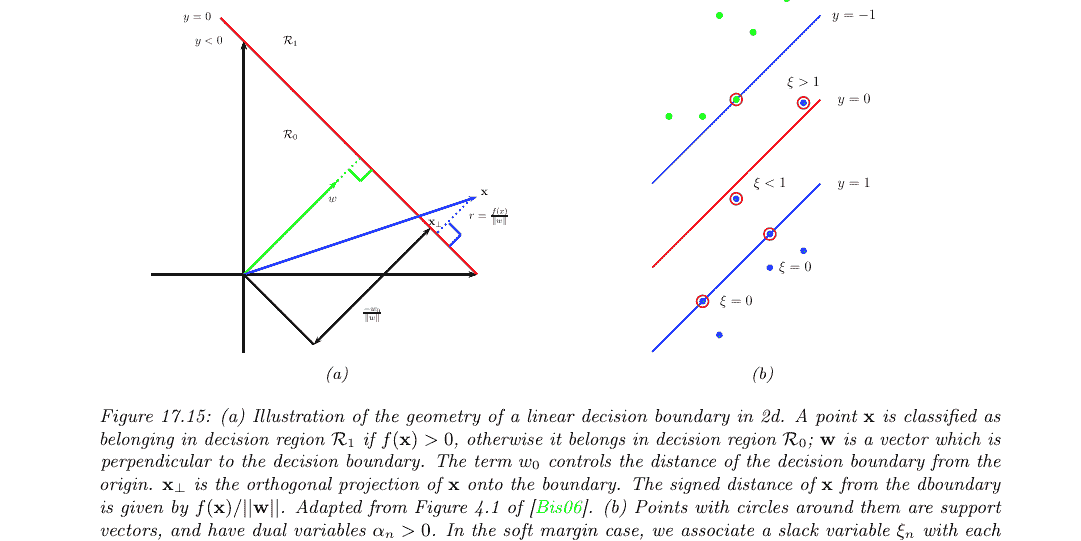 y = 0
y < 0
R₁
R₀
w
x
x⊥
r = f(x)/‖w‖
−w₀/‖w‖
(a)
y = −1
ξ > 1
y = 0
ξ < 1
y = 1
ξ = 0
ξ = 0
(b)
Figure 17.15: (a) Illustration of the geometry of a linear decision boundary in 2d. A point x is classified as
belonging in decision region R₁ if f(x) > 0, otherwise it belongs in decision region R₀; w is a vector which is
perpendicular to the decision boundary. The term w₀ controls the distance of the decision boundary from the
origin. x⊥ is the orthogonal projection of x onto the boundary. The signed distance of x from the dboundary
is given by f(x)/||w||. Adapted from Figure 4.1 of [Bis06]. (b) Points with circles around them are support
vectors, and have dual variables αₙ > 0. In the soft margin case, we associate a slack variable ξₙ with each